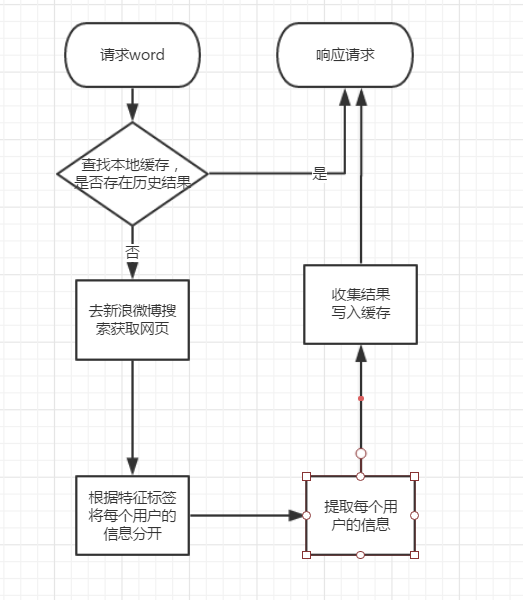 请求word
响应请求
查找本地缓存，
是否存在历史结果
是
否
去新浪微博搜
索获取网页
收集结果
写入缓存
根据特征标签
将每个用户的
信息分开
提取每个用
户的信息